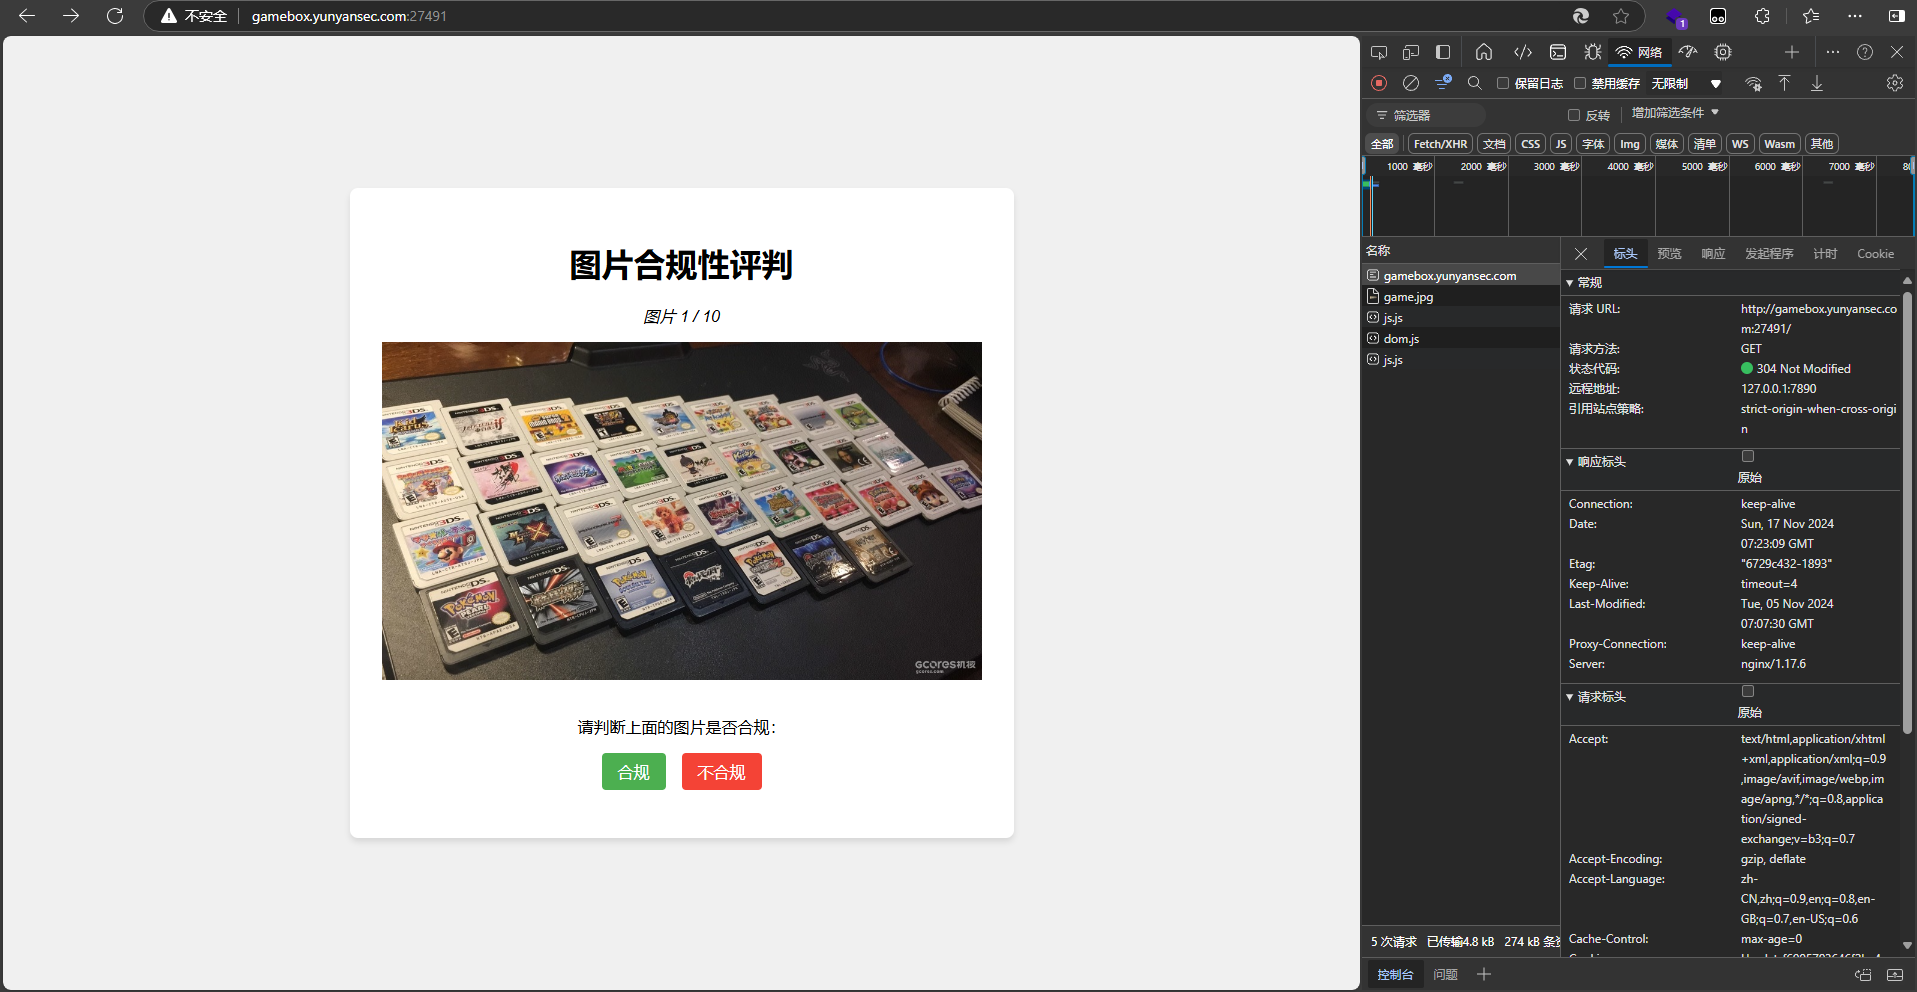 不安全 gamebox.yunyansec.com:27491
1
图片合规性评判
图片 1 / 10
GCORES机核
gcores.com
请判断上面的图片是否合规：
合规 不合规
网络
保留日志 禁用缓存 无限制
筛选器 反转 增加筛选条件
全部 Fetch/XHR 文档 CSS JS 字体 Img 媒体 清单 WS Wasm 其他
1000 毫秒 2000 毫秒 3000 毫秒 4000 毫秒 5000 毫秒 6000 毫秒 7000 毫秒
名称
gamebox.yunyansec.com
game.jpg
js.js
dom.js
js.js
标头 预览 响应 发起程序 计时 Cookie
常规
请求 URL: http://gamebox.yunyansec.co
m:27491/
请求方法: GET
状态代码: 304 Not Modified
远程地址: 127.0.0.1:7890
引用站点策略: strict-origin-when-cross-origi
n
响应标头
原始
Connection: keep-alive
Date: Sun, 17 Nov 2024
07:23:09 GMT
Etag: "6729c432-1893"
Keep-Alive: timeout=4
Last-Modified: Tue, 05 Nov 2024
07:07:30 GMT
Proxy-Connection: keep-alive
Server: nginx/1.17.6
请求标头
原始
Accept: text/html,application/xhtml
+xml,application/xml;q=0.9
,image/avif,image/webp,im
age/apng,*/*;q=0.8,applica
tion/signed-
exchange;v=b3;q=0.7
Accept-Encoding: gzip, deflate
Accept-Language: zh-
CN,zh;q=0.9,en;q=0.8,en-
GB;q=0.7,en-US;q=0.6
Cache-Control: max-age=0
5 次请求 已传输4.8 kB 274 kB 条
控制台 问题